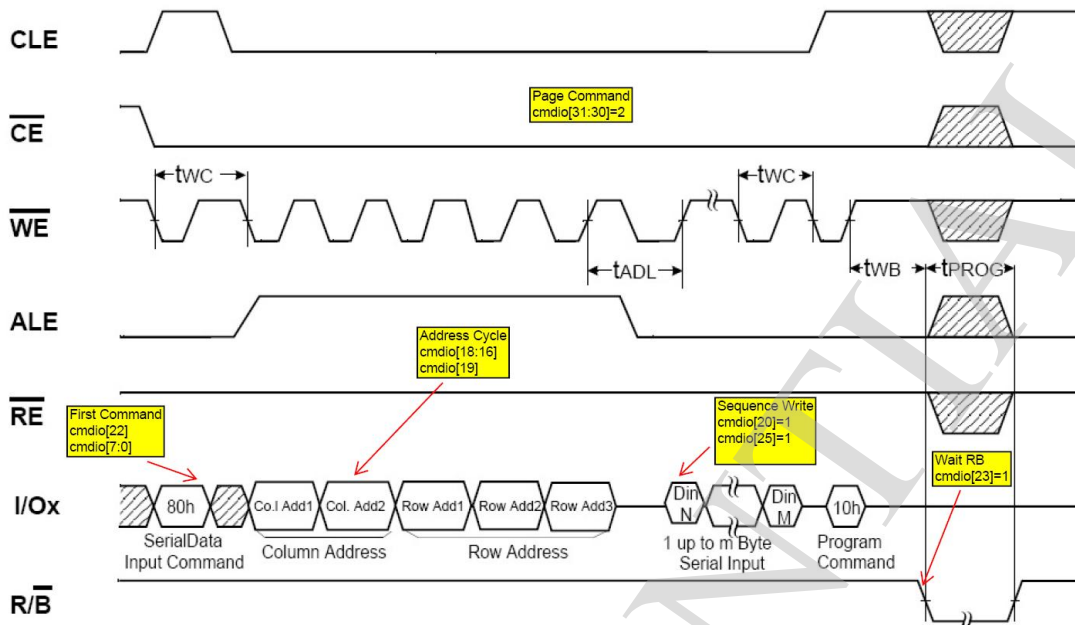 CLE
Page Command
cmdio[31:30]=2
CE
tWC
tWC
WE
tADL
tWB
tPROG
ALE
Address Cycle
cmdio[18:16]
cmdio[19]
RE
First Command
cmdio[22]
cmdio[7:0]
Sequence Write
cmdio[20]=1
cmdio[25]=1
Wait RB
cmdio[23]=1
I/Ox
80h
Co.l Add1
Col. Add2
Row Add1
Row Add2
Row Add3
Din
N
Din
M
10h
SerialData
Input Command
Column Address
Row Address
1 up to m Byte
Serial Input
Program
Command
R/B
NTIAL